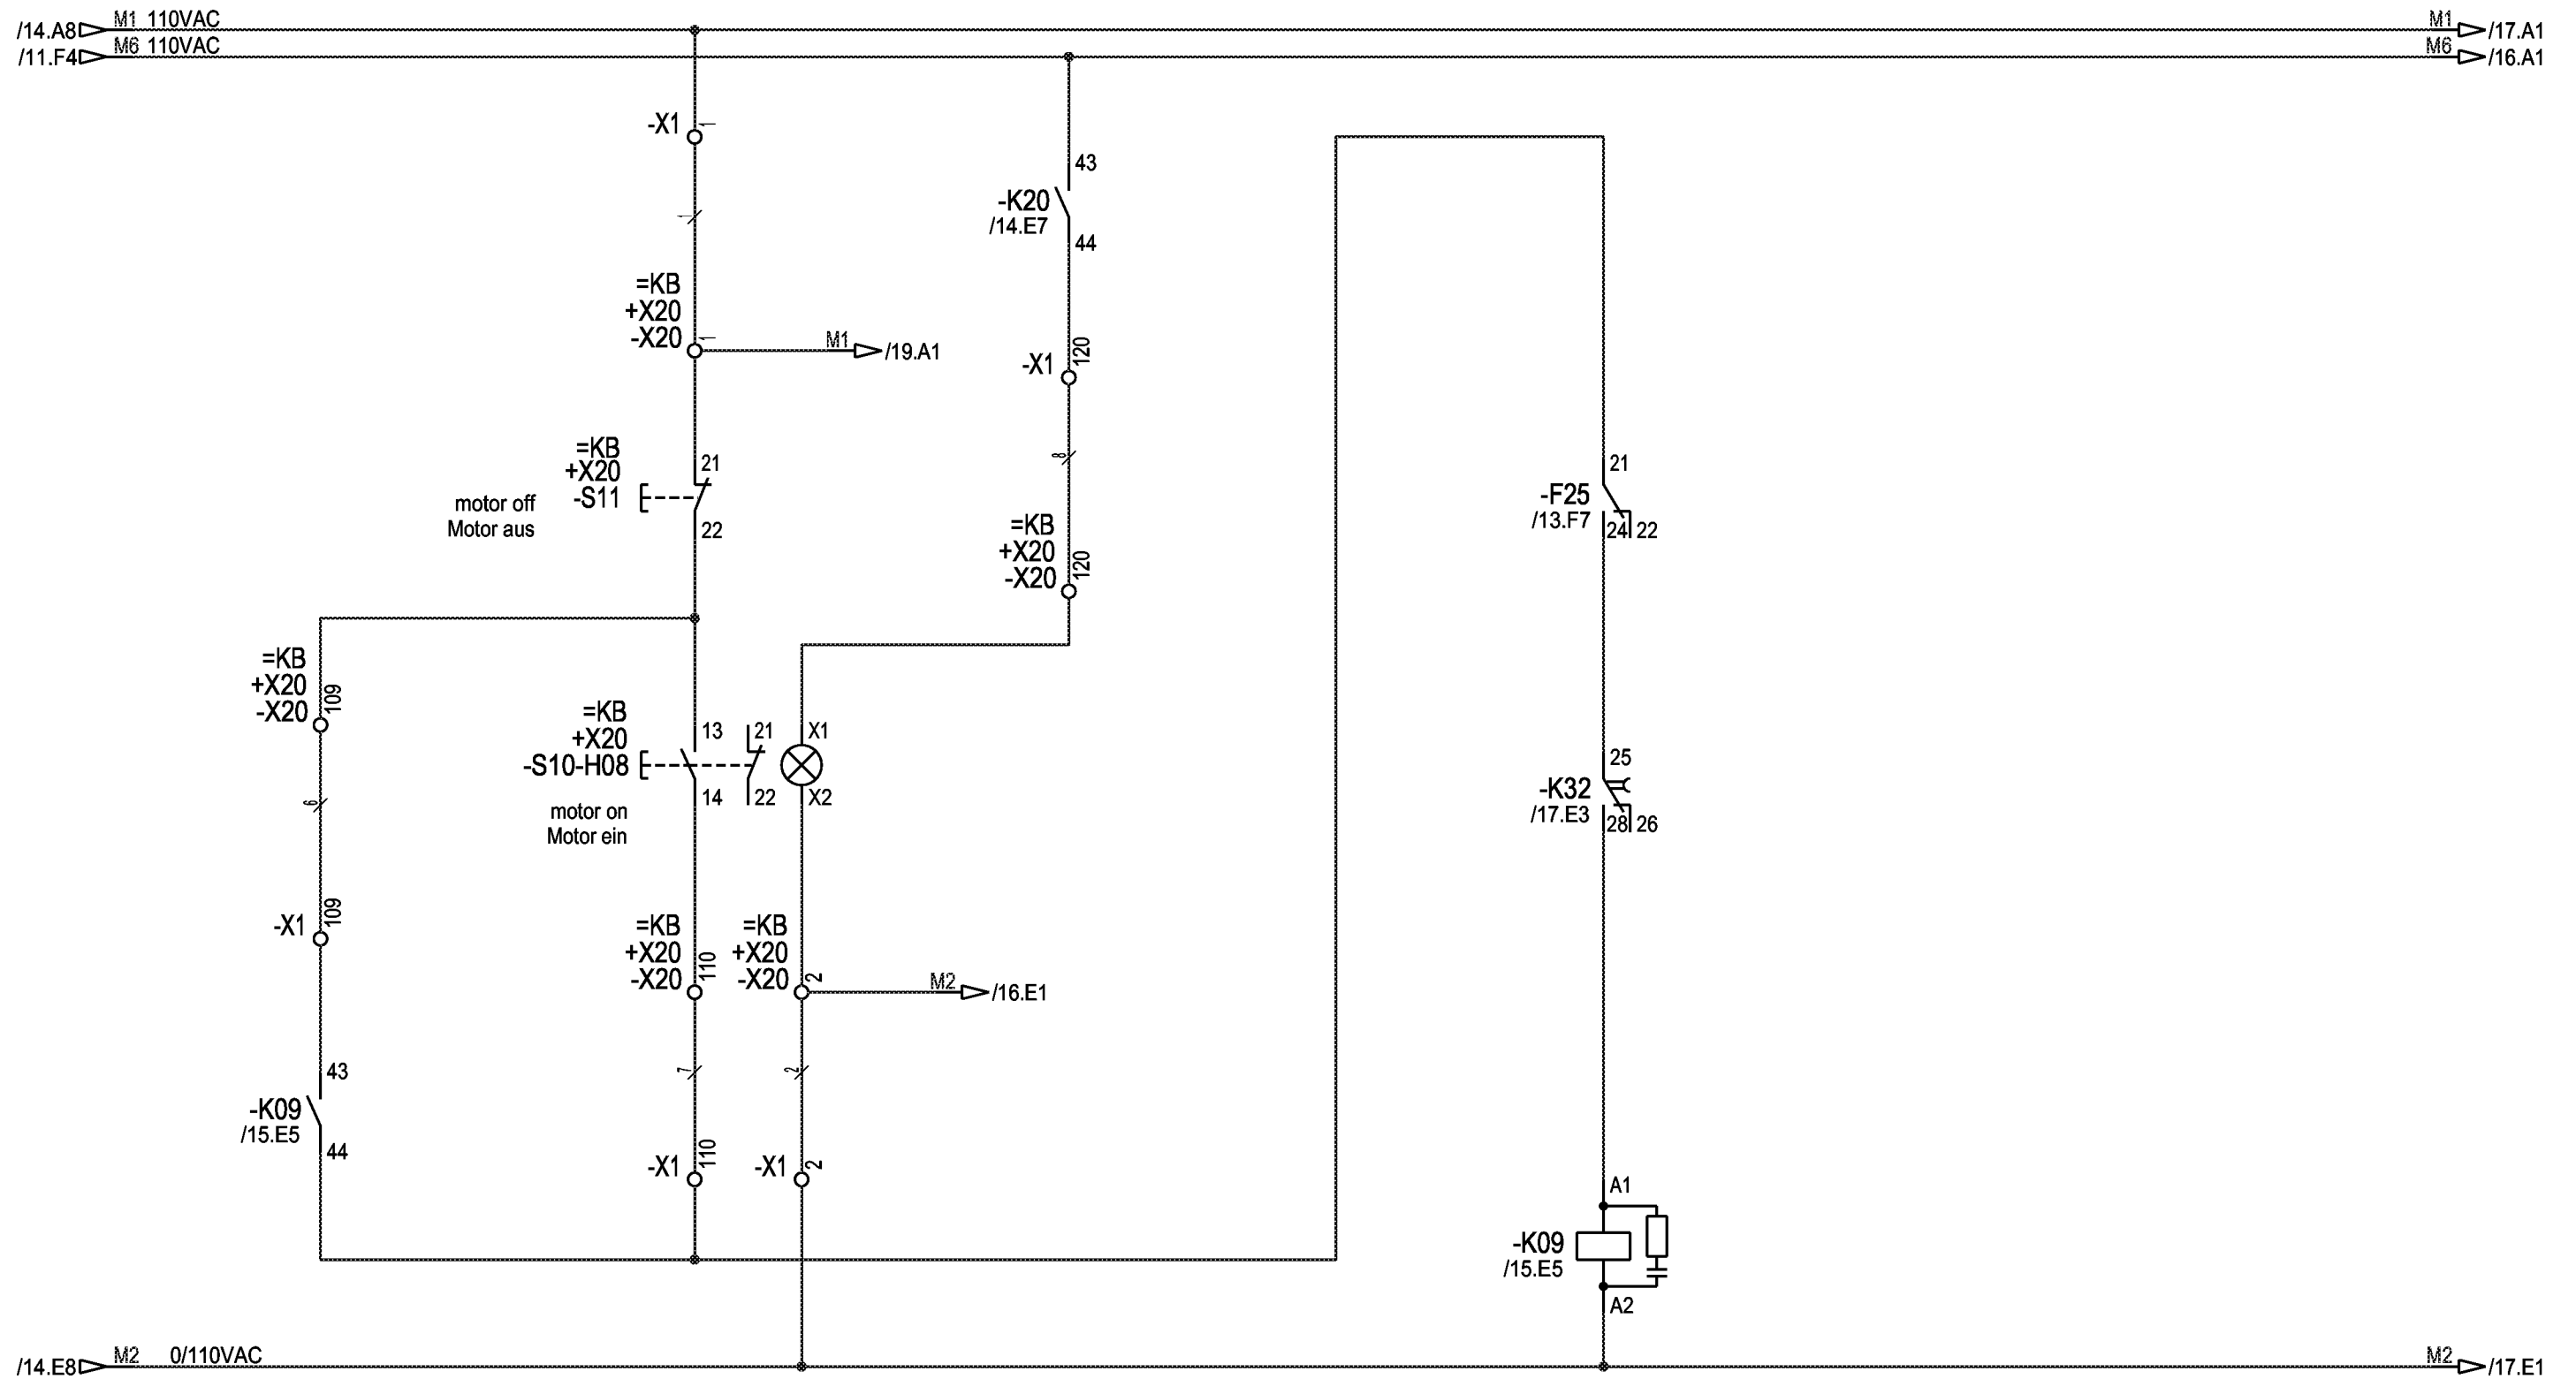 /14.A8 M1 110VAC M1 /17.A1
/11.F4 M6 110VAC M6 /16.A1
-X1 1
1
43
-K20
/14.E7
44
=KB
+X20
-X20 1
M1 /19.A1
-X1 120
8
=KB
+X20
-S11
21
22
motor off
Motor aus
21
-F25
/13.F7
24 22
=KB
+X20
-X20 120
=KB
+X20
-X20 109
6
=KB
+X20
-S10-H08
13
14
21
22
X1
X2
motor on
Motor ein
25
-K32
/17.E3
28 26
-X1 109
=KB
+X20
-X20 110
=KB
+X20
-X20 2
M2 /16.E1
7
2
43
-K09
/15.E5
44
-X1 110
-X1 2
A1
-K09
/15.E5
A2
/14.E8 M2 0/110VAC M2 /17.E1